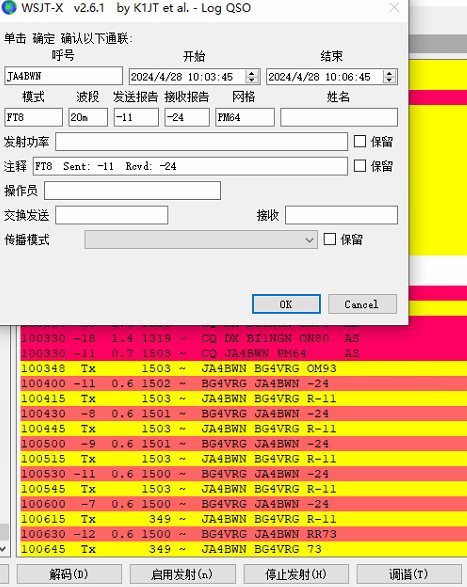 WSJT-X   v2.6.1   by K1JT et al. - Log QSO
单击 确定 确认以下通联:
呼号 开始 结束
JA4BWN 2024/4/28 10:03:45 2024/4/28 10:06:45
模式 波段 发送报告 接收报告 网格 姓名
FT8 20m -11 -24 PM64
发射功率 保留
注释 FT8  Sent: -11  Rcvd: -24 保留
操作员
交换发送 接收
传播模式 保留
OK Cancel
100330 -18  1.4 1319 ~  CQ DX BI1NGN ON80  AS
100330 -11  0.7 1503 ~  CQ JA4BWN PM64     AS
100348  Tx      1503 ~  JA4BWN BG4VRG OM93
100400 -11  0.6 1502 ~  BG4VRG JA4BWN -24
100415  Tx      1503 ~  JA4BWN BG4VRG R-11
100430  -8  0.6 1501 ~  BG4VRG JA4BWN -24
100445  Tx      1503 ~  JA4BWN BG4VRG R-11
100500  -9  0.6 1501 ~  BG4VRG JA4BWN -24
100515  Tx      1503 ~  JA4BWN BG4VRG R-11
100530 -11  0.6 1500 ~  BG4VRG JA4BWN -24
100545  Tx      1503 ~  JA4BWN BG4VRG R-11
100600  -7  0.6 1500 ~  BG4VRG JA4BWN -24
100615  Tx       349 ~  JA4BWN BG4VRG R-11
100630 -12  0.6 1500 ~  BG4VRG JA4BWN RR73
100645  Tx       349 ~  JA4BWN BG4VRG 73
解码(D) 启用发射(n) 停止发射(H) 调谐(T)